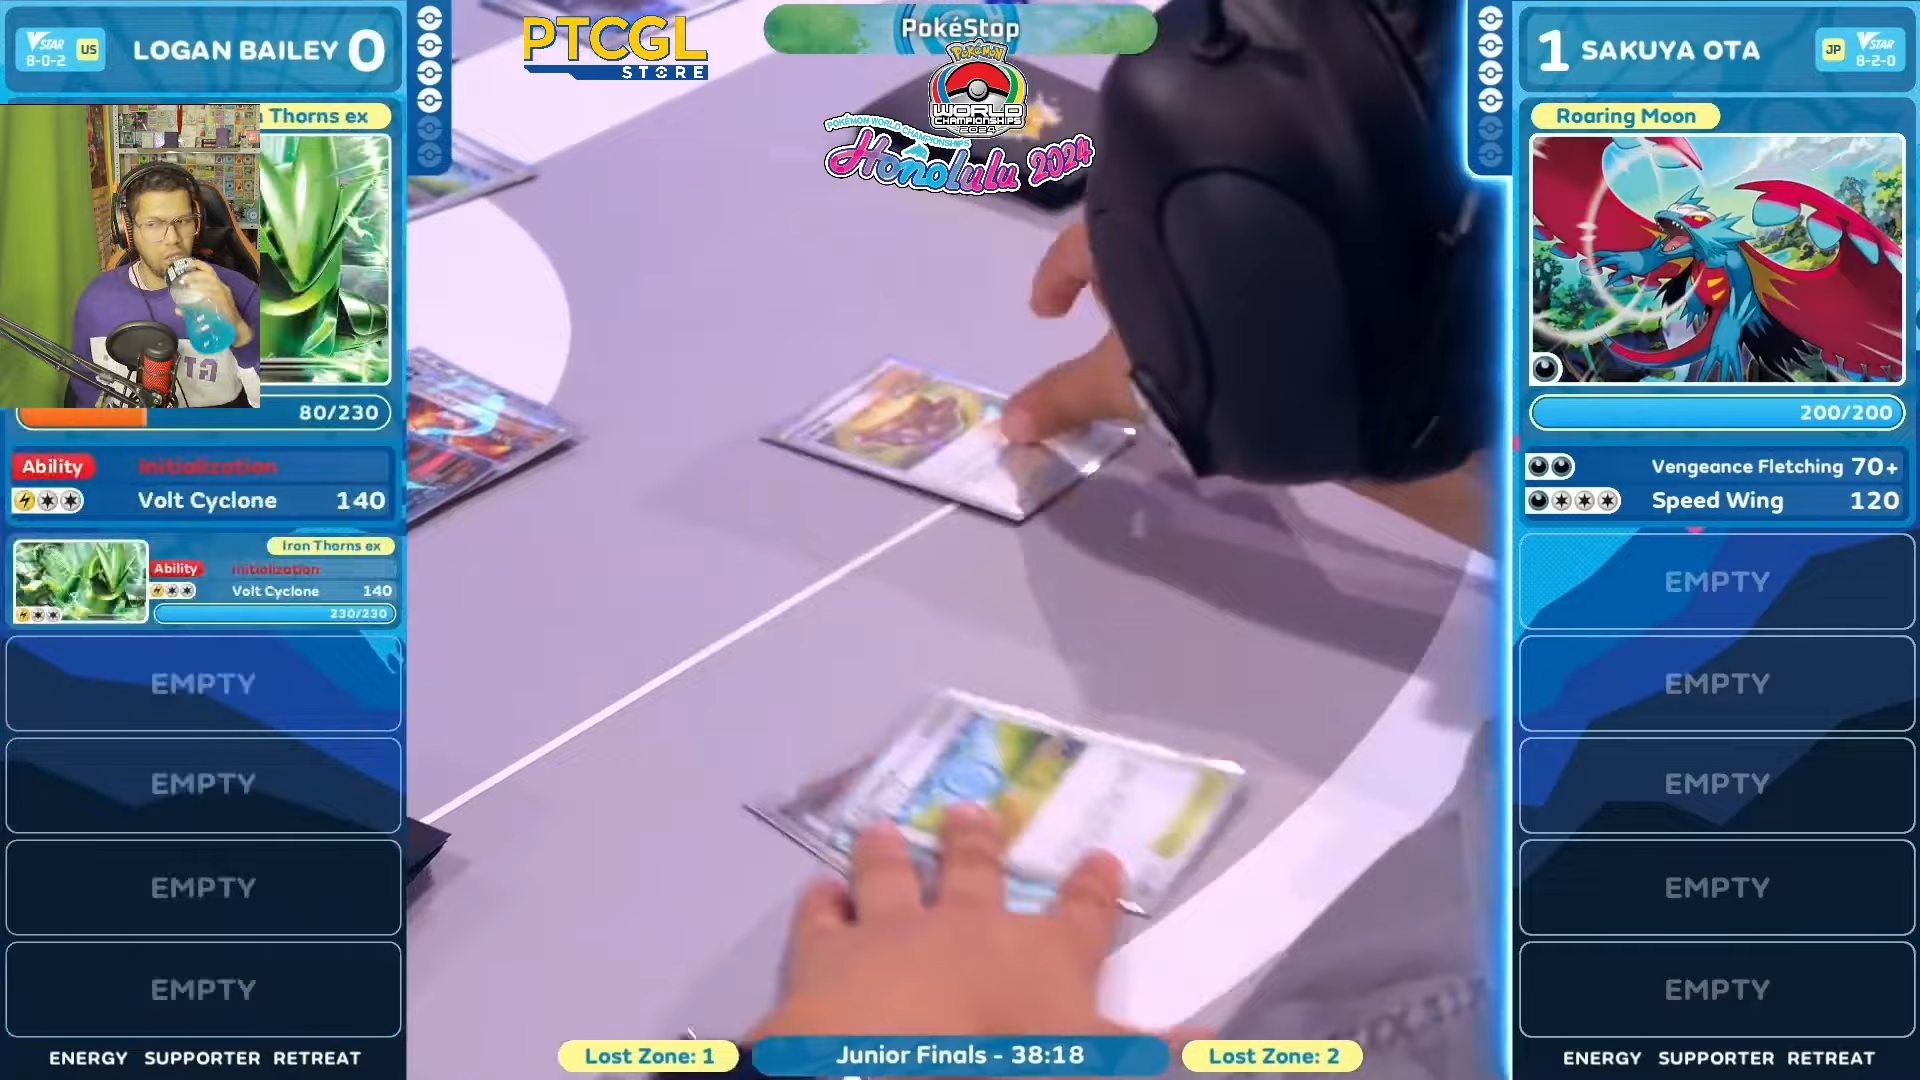 VSTAR
8-0-2
US
LOGAN BAILEY 0
PTCGL
STORE
PokéStop
Pokémon
WORLD
CHAMPIONSHIPS
2024
POKÉMON WORLD CHAMPIONSHIPS
Honolulu 2024
1 SAKUYA OTA
JP
VSTAR
8-2-0
Thorns ex
80/230
Ability Initialization
Volt Cyclone 140
Iron Thorns ex
Ability Initialization
Volt Cyclone 140
230/230
EMPTY
EMPTY
EMPTY
EMPTY
ENERGY SUPPORTER RETREAT
Roaring Moon
200/200
Vengeance Fletching 70+
Speed Wing 120
EMPTY
EMPTY
EMPTY
EMPTY
EMPTY
ENERGY SUPPORTER RETREAT
Lost Zone: 1
Junior Finals - 38:18
Lost Zone: 2